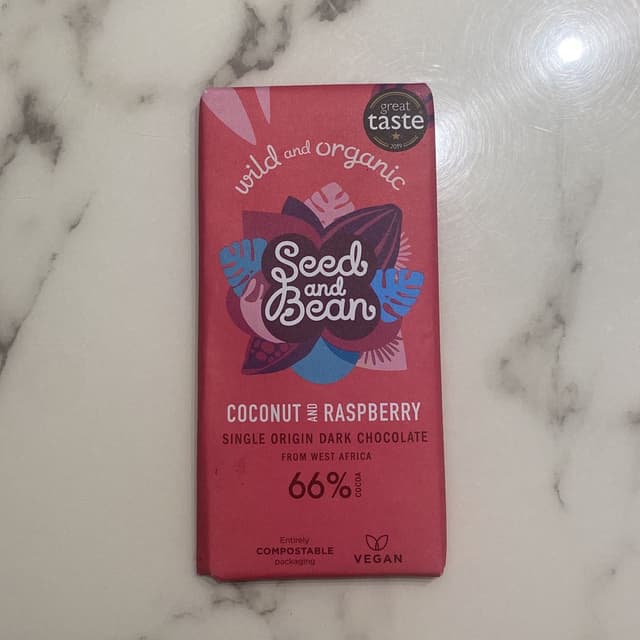 great
taste
2019
wild and organic
Seed
and
Bean
COCONUT AND RASPBERRY
SINGLE ORIGIN DARK CHOCOLATE
FROM WEST AFRICA
66% COCOA
Entirely
COMPOSTABLE
packaging
VEGAN